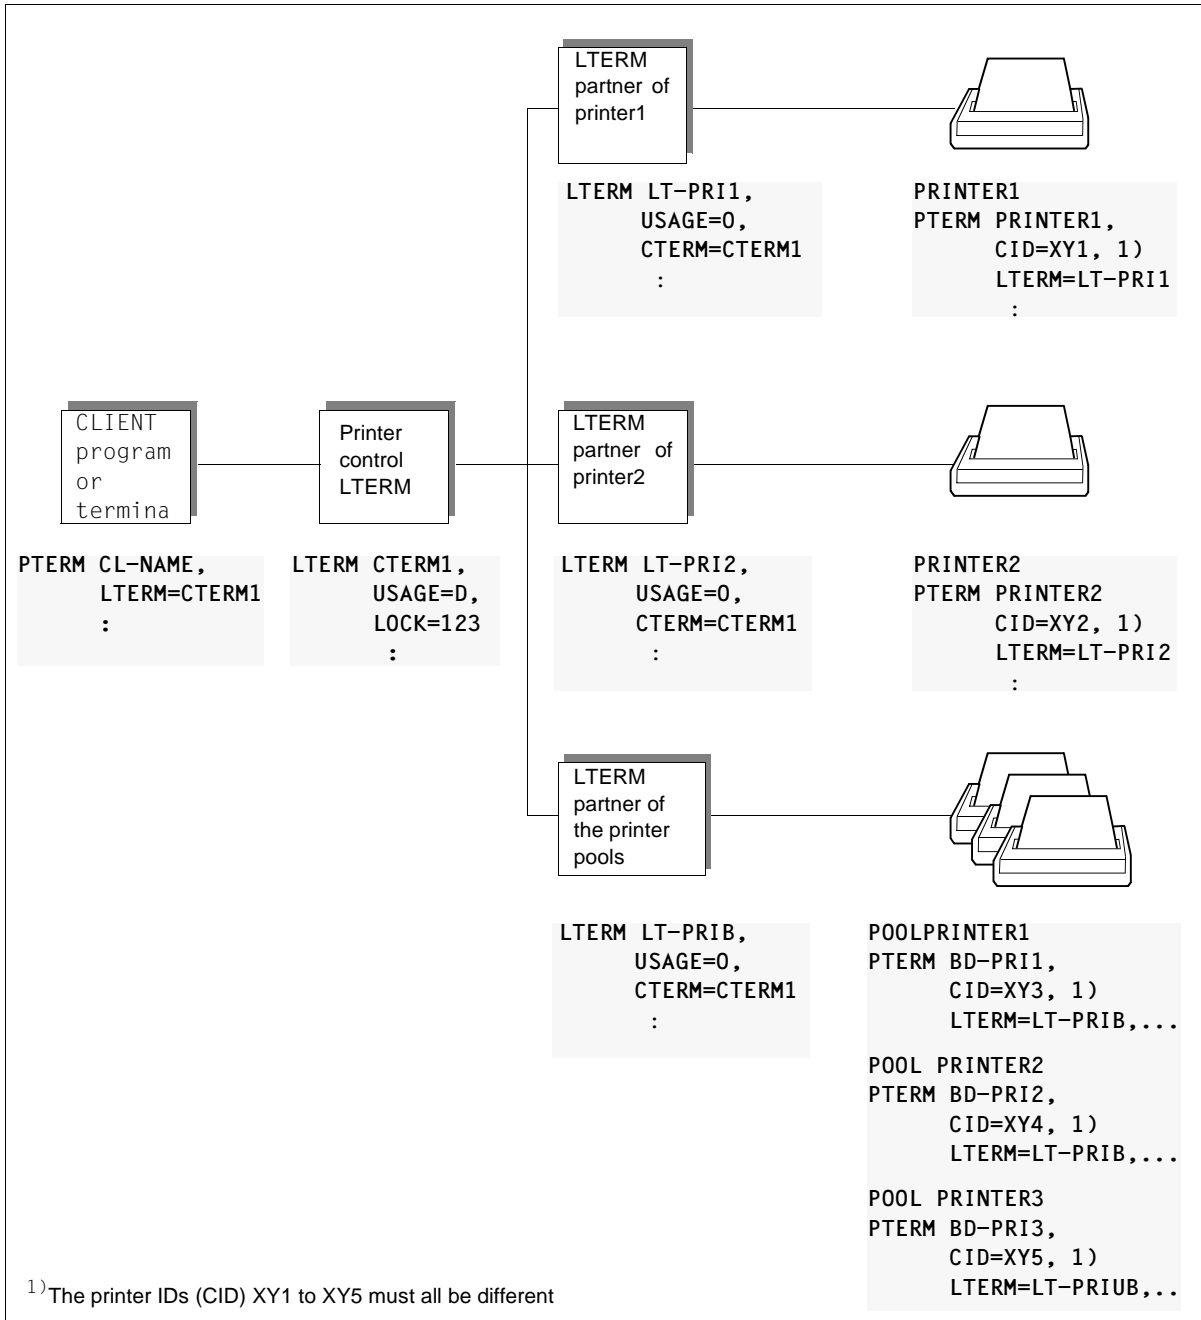 LTERM
partner of
printer1
LTERM LT-PRI1,
USAGE=O,
CTERM=CTERM1
:
PRINTER1
PTERM PRINTER1,
CID=XY1, 1)
LTERM=LT-PRI1
:
CLIENT
program
or
termina
PTERM CL-NAME,
LTERM=CTERM1
:
Printer
control
LTERM
LTERM CTERM1,
USAGE=D,
LOCK=123
:
LTERM
partner of
printer2
LTERM LT-PRI2,
USAGE=O,
CTERM=CTERM1
:
PRINTER2
PTERM PRINTER2
CID=XY2, 1)
LTERM=LT-PRI2
:
LTERM
partner of
the printer
pools
LTERM LT-PRIB,
USAGE=O,
CTERM=CTERM1
:
POOLPRINTER1
PTERM BD-PRI1,
CID=XY3, 1)
LTERM=LT-PRIB,...
POOL PRINTER2
PTERM BD-PRI2,
CID=XY4, 1)
LTERM=LT-PRIB,...
POOL PRINTER3
PTERM BD-PRI3,
CID=XY5, 1)
LTERM=LT-PRIUB,..
1)The printer IDs (CID) XY1 to XY5 must all be different